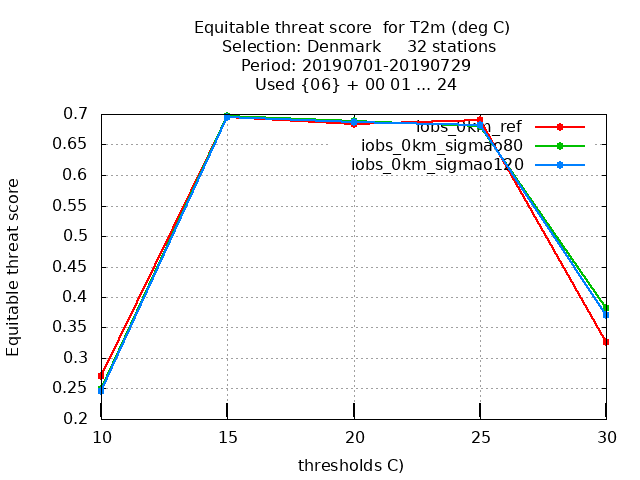 Equitable threat score  for T2m (deg C)
Selection: Denmark     32 stations
Period: 20190701-20190729
Used {06} + 00 01 ... 24
Equitable threat score
0.7
0.65
0.6
0.55
0.5
0.45
0.4
0.35
0.3
0.25
0.2
iobs_0km_ref
iobs_0km_sigmao80
iobs_0km_sigmao120
10 15 20 25 30
thresholds C)